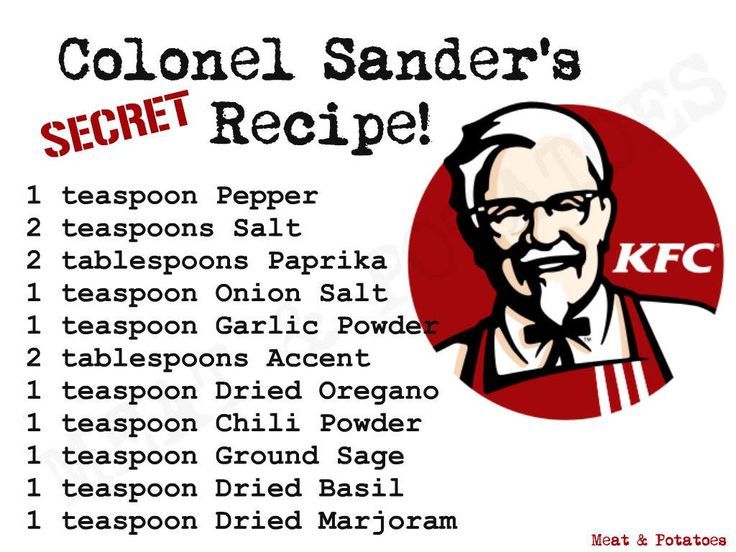 Colonel Sander's
SECRET Recipe!
1 teaspoon Pepper
2 teaspoons Salt
2 tablespoons Paprika
1 teaspoon Onion Salt
1 teaspoon Garlic Powder
2 tablespoons Accent
1 teaspoon Dried Oregano
1 teaspoon Chili Powder
1 teaspoon Ground Sage
1 teaspoon Dried Basil
1 teaspoon Dried Marjoram
KFC
Meat & Potatoes
MEAT & POTATOES